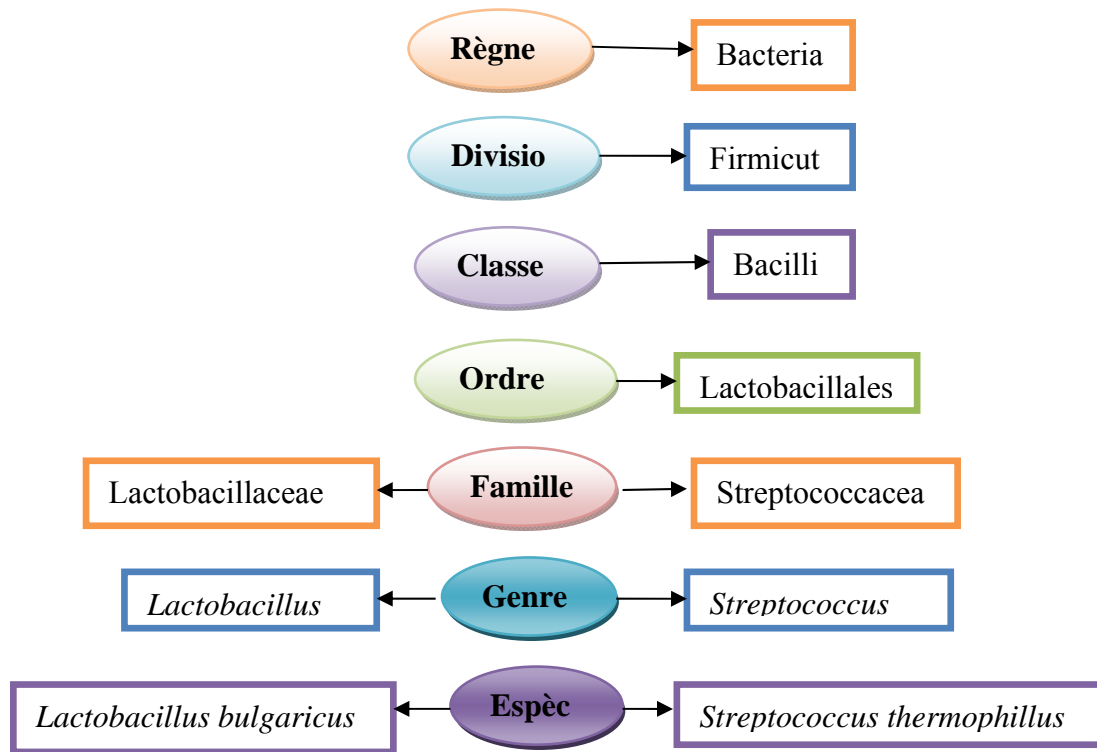 Règne
Bacteria
Divisio
Firmicut
Classe
Bacilli
Ordre
Lactobacillales
Lactobacillaceae
Famille
Streptococcacea
Lactobacillus
Genre
Streptococcus
Lactobacillus bulgaricus
Espèc
Streptococcus thermophillus